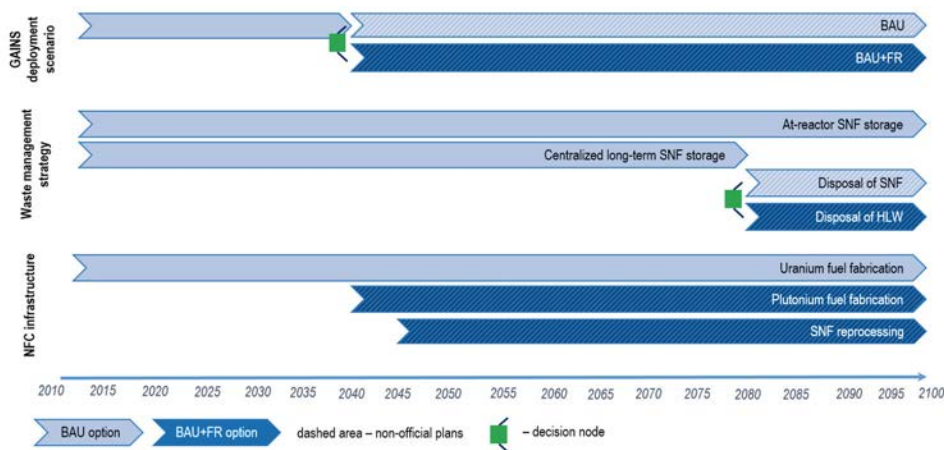 GAINS
deployment
scenario
BAU
BAU+FR
Waste management
strategy
At-reactor SNF storage
Centralized long-term SNF storage
Disposal of SNF
Disposal of HLW
NFC infrastructure
Uranium fuel fabrication
Plutonium fuel fabrication
SNF reprocessing
2010 2015 2020 2025 2030 2035 2040 2045 2050 2055 2060 2065 2070 2075 2080 2085 2090 2095 2100
BAU option
BAU+FR option
dashed area – non-official plans
– decision node